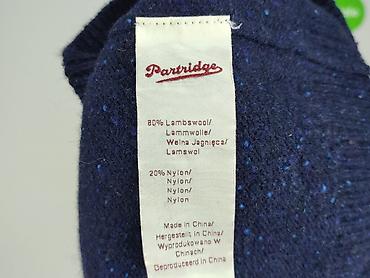 Partridge
80% Lambswool/
Lammwolle/
Wełna Jagnięca/
Lamswol
20% Nylon/
Nylon/
Nylon/
Nylon
Made in China/
Hergestellt in China/
Wyprodukowano W
Chinach/
Geproduceerd in China